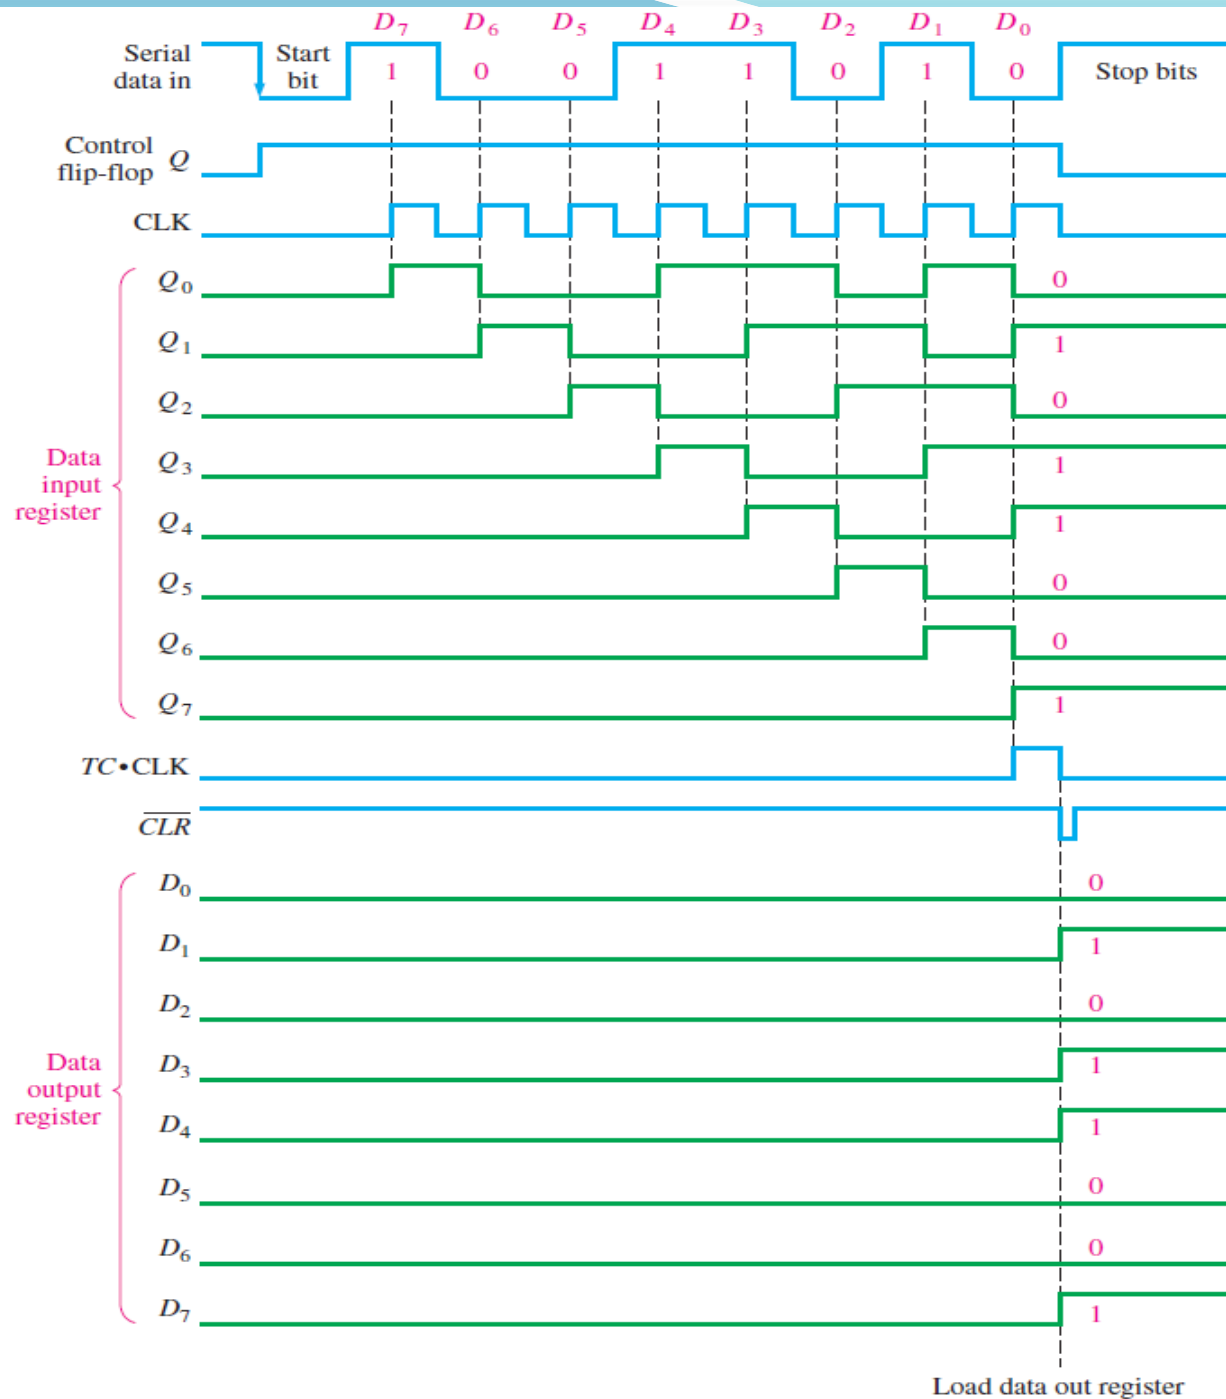 D7 D6 D5 D4 D3 D2 D1 D0
Serial data in
Start bit
1 0 0 1 1 0 1 0
Stop bits
Control flip-flop Q
CLK
Data input register
Q0 0
Q1 1
Q2 0
Q3 1
Q4 1
Q5 0
Q6 0
Q7 1
TC•CLK
C̅L̅R̅
Data output register
D0 0
D1 1
D2 0
D3 1
D4 1
D5 0
D6 0
D7 1
Load data out register